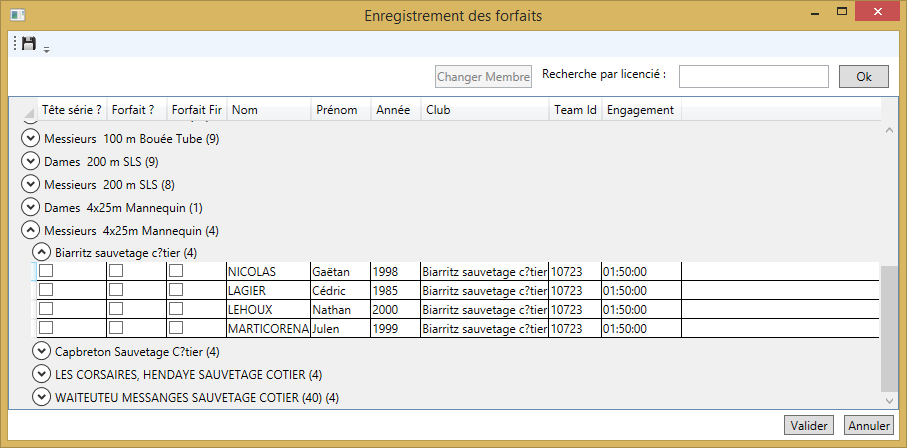 Enregistrement des forfaits
Changer Membre Recherche par licencié : Ok
Tête série ? Forfait ? Forfait Fir Nom Prénom Année Club Team Id Engagement
Messieurs 100 m Bouée Tube (9)
Dames 200 m SLS (9)
Messieurs 200 m SLS (8)
Dames 4x25m Mannequin (1)
Messieurs 4x25m Mannequin (4)
Biarritz sauvetage c?tier (4)
NICOLAS Gaëtan 1998 Biarritz sauvetage c?tier 10723 01:50:00
LAGIER Cédric 1985 Biarritz sauvetage c?tier 10723 01:50:00
LEHOUX Nathan 2000 Biarritz sauvetage c?tier 10723 01:50:00
MARTICORENA Julen 1999 Biarritz sauvetage c?tier 10723 01:50:00
Capbreton Sauvetage C?tier (4)
LES CORSAIRES, HENDAYE SAUVETAGE COTIER (4)
WAITEUTEU MESSANGES SAUVETAGE COTIER (40) (4)
Valider Annuler